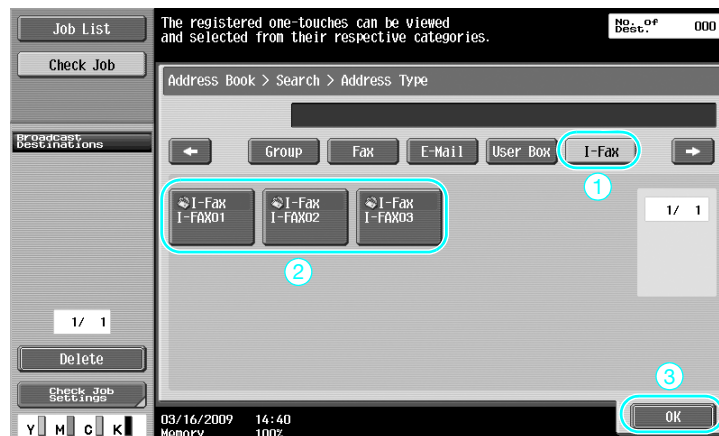 Job List
Check Job
The registered one-touches can be viewed
and selected from their respective categories.
No. of
Dest.
000
Address Book > Search > Address Type
Broadcast
Destinations
Group
Fax
E-Mail
User Box
I-Fax
1
I-Fax
I-FAX01
I-Fax
I-FAX02
I-Fax
I-FAX03
1/ 1
2
1/ 1
Delete
3
Check Job
Settings
OK
Y M C K
03/16/2009 14:40
Memory 100%